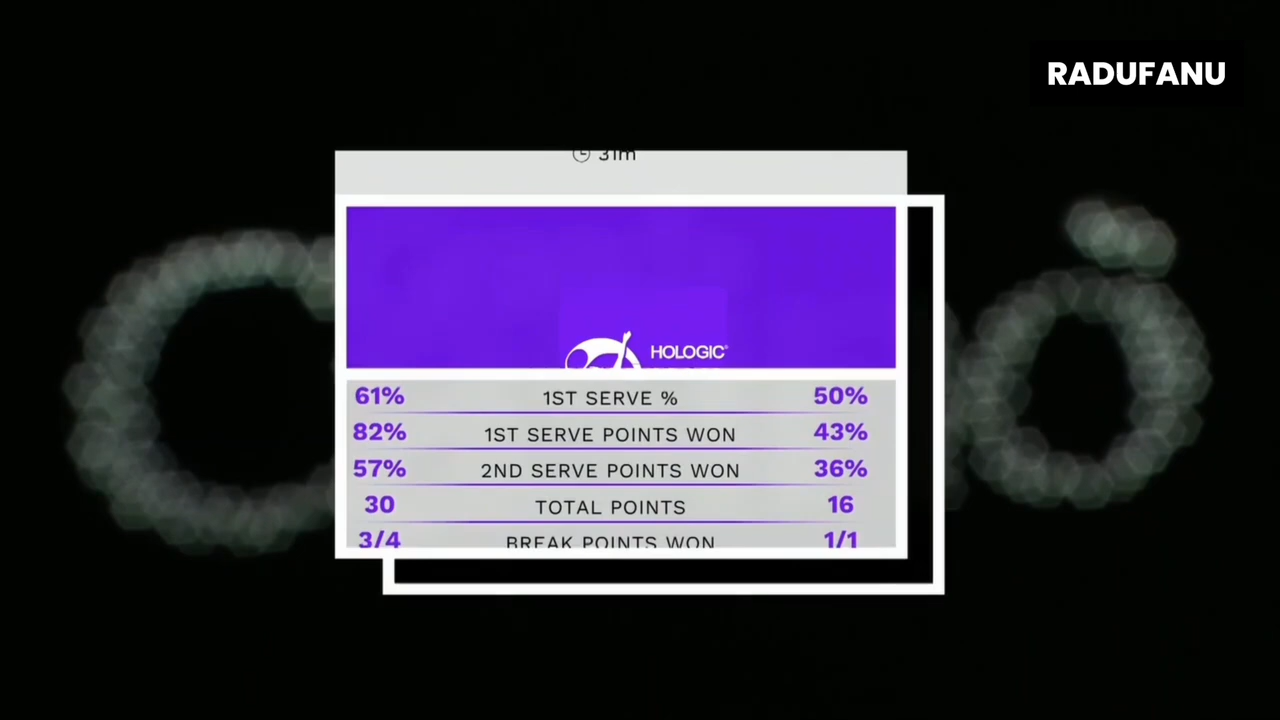 RADUFANU
31m
HOLOGIC
61% 1ST SERVE % 50%
82% 1ST SERVE POINTS WON 43%
57% 2ND SERVE POINTS WON 36%
30 TOTAL POINTS 16
3/4 BREAK POINTS WON 1/1